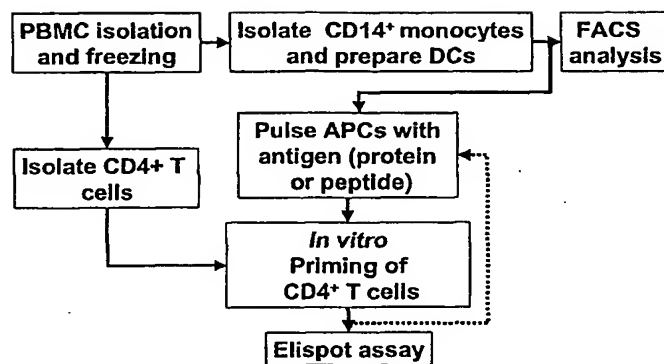 PBMC isolation
and freezing
Isolate CD14⁺ monocytes
and prepare DCs
FACS
analysis
Isolate CD4+ T
cells
Pulse APCs with
antigen (protein
or peptide)
In vitro
Priming of
CD4⁺ T cells
Elispot assay